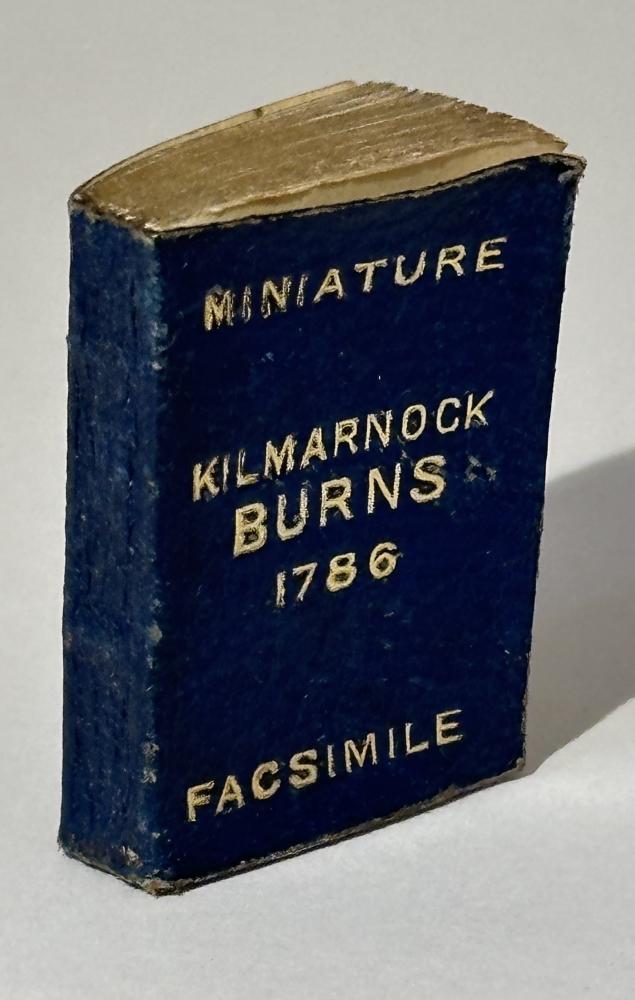 MINIATURE
KILMARNOCK
BURNS
1786
FACSIMILE